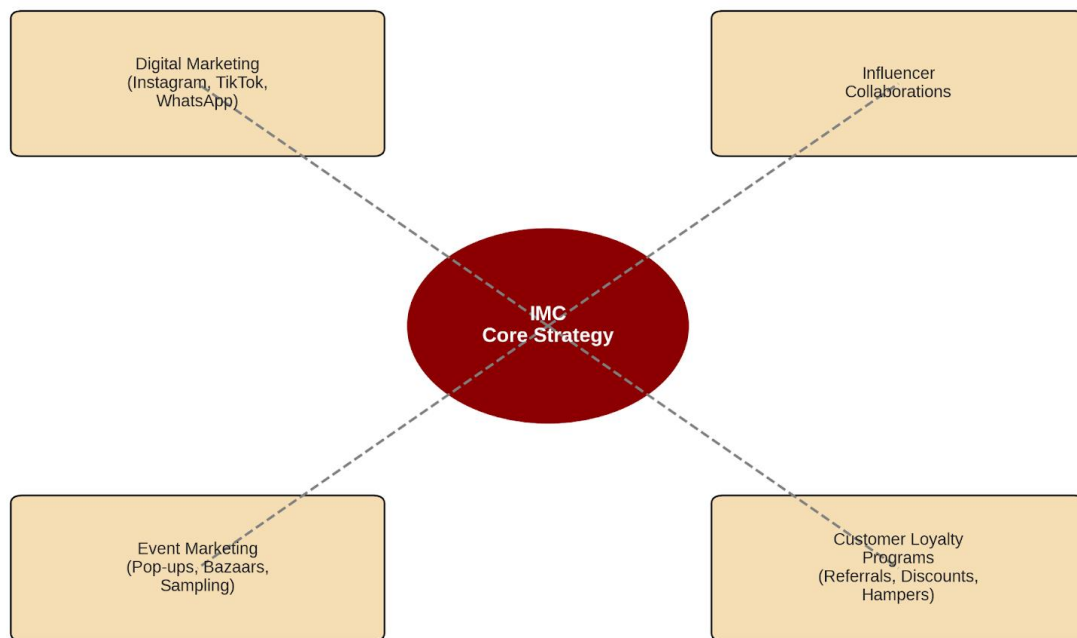 Digital Marketing
(Instagram, TikTok,
WhatsApp)
Influencer
Collaborations
IMC
Core Strategy
Event Marketing
(Pop-ups, Bazaars,
Sampling)
Customer Loyalty
Programs
(Referrals, Discounts,
Hampers)